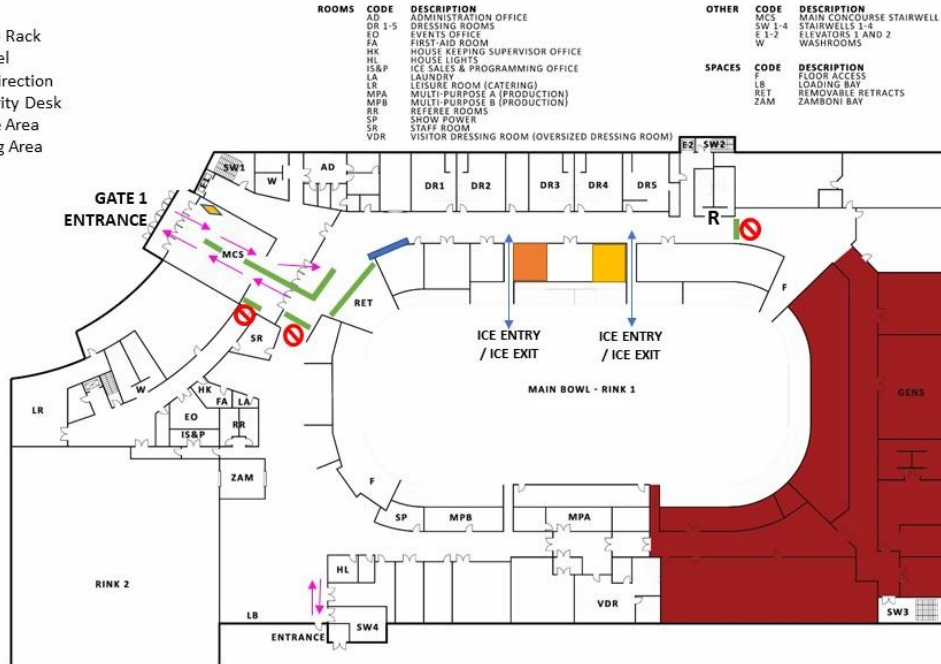 Rack
Direction
Desk
Area
Area
ROOMS CODE DESCRIPTION
AD ADMINISTRATION OFFICE
DR 1-5 DRESSING ROOMS
EO EVENTS OFFICE
FA FIRST-AID ROOM
HK HOUSE KEEPING SUPERVISOR OFFICE
HL HOUSE LIGHTS
IS&P ICE SALES & PROGRAMMING OFFICE
LA LAUNDRY
LR LEISURE ROOM (CATERING)
MPA MULTI-PURPOSE A (PRODUCTION)
MPB MULTI-PURPOSE B (PRODUCTION)
RR REFEREE ROOMS
SP SHOW POWER
SR STAFF ROOM
VDR VISITOR DRESSING ROOM (OVERSIZED DRESSING ROOM)
OTHER CODE DESCRIPTION
MCS MAIN CONCOURSE STAIRWELL
SW 1-4 STAIRWELLS 1-4
E 1-2 ELEVATORS 1 AND 2
W WASHROOMS
SPACES CODE DESCRIPTION
F FLOOR ACCESS
LB LOADING BAY
RET REMOVABLE RETRACTS
ZAM ZAMBONI BAY
E2 SW2
SW1
W
AD
DR1
DR2
DR3
DR4
DR5
E1
GATE 1
ENTRANCE
R
MCS
RET
F
SR
ICE ENTRY
/ ICE EXIT
ICE ENTRY
/ ICE EXIT
MAIN BOWL - RINK 1
GENS
W
HK
LR
FA
LA
EO
RR
IS&P
ZAM
F
SP
MPB
MPA
HL
RINK 2
VDR
LB
SW4
SW3
ENTRANCE